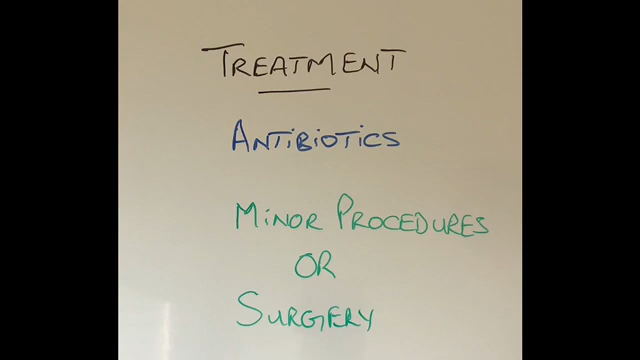 TREATMENT
ANTIBIOTICS
MINOR PROCEDURES
OR
SURGERY